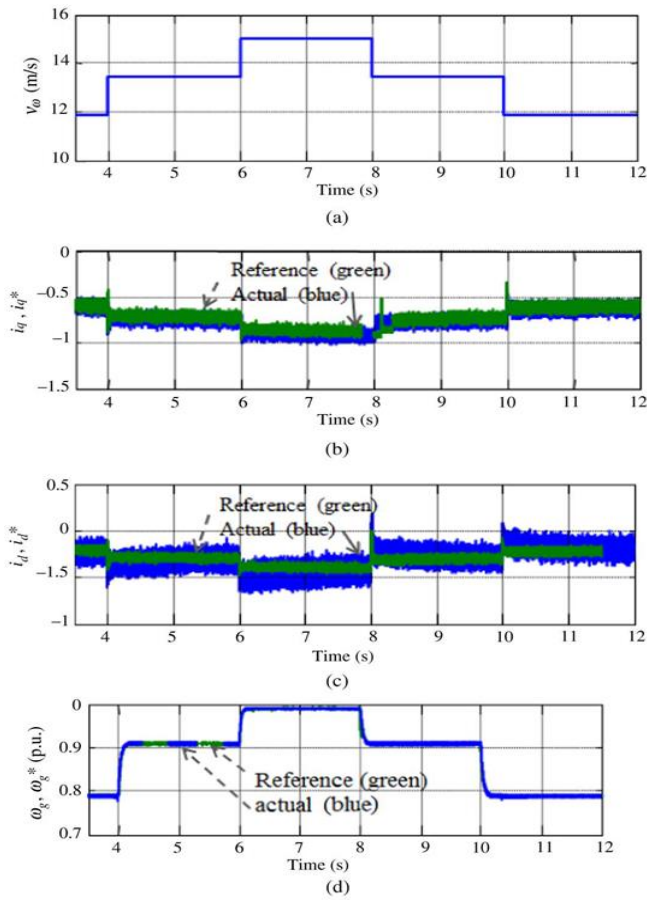 16
14
12
10
v_ω (m/s)
4 5 6 7 8 9 10 11 12
Time (s)
(a)
0
−0.5
−1
−1.5
i_q, i_q*
Reference (green)
Actual (blue)
4 5 6 7 8 9 10 11 12
Time (s)
(b)
0.5
0
−1.5
−1
i_d, i_d*
Reference (green)
Actual (blue)
4 5 6 7 8 9 10 11 12
Time (s)
(c)
0
0.9
0.8
0.7
ω_g, ω_g* (p.u.)
Reference (green)
actual (blue)
4 5 6 7 8 9 10 11 12
Time (s)
(d)